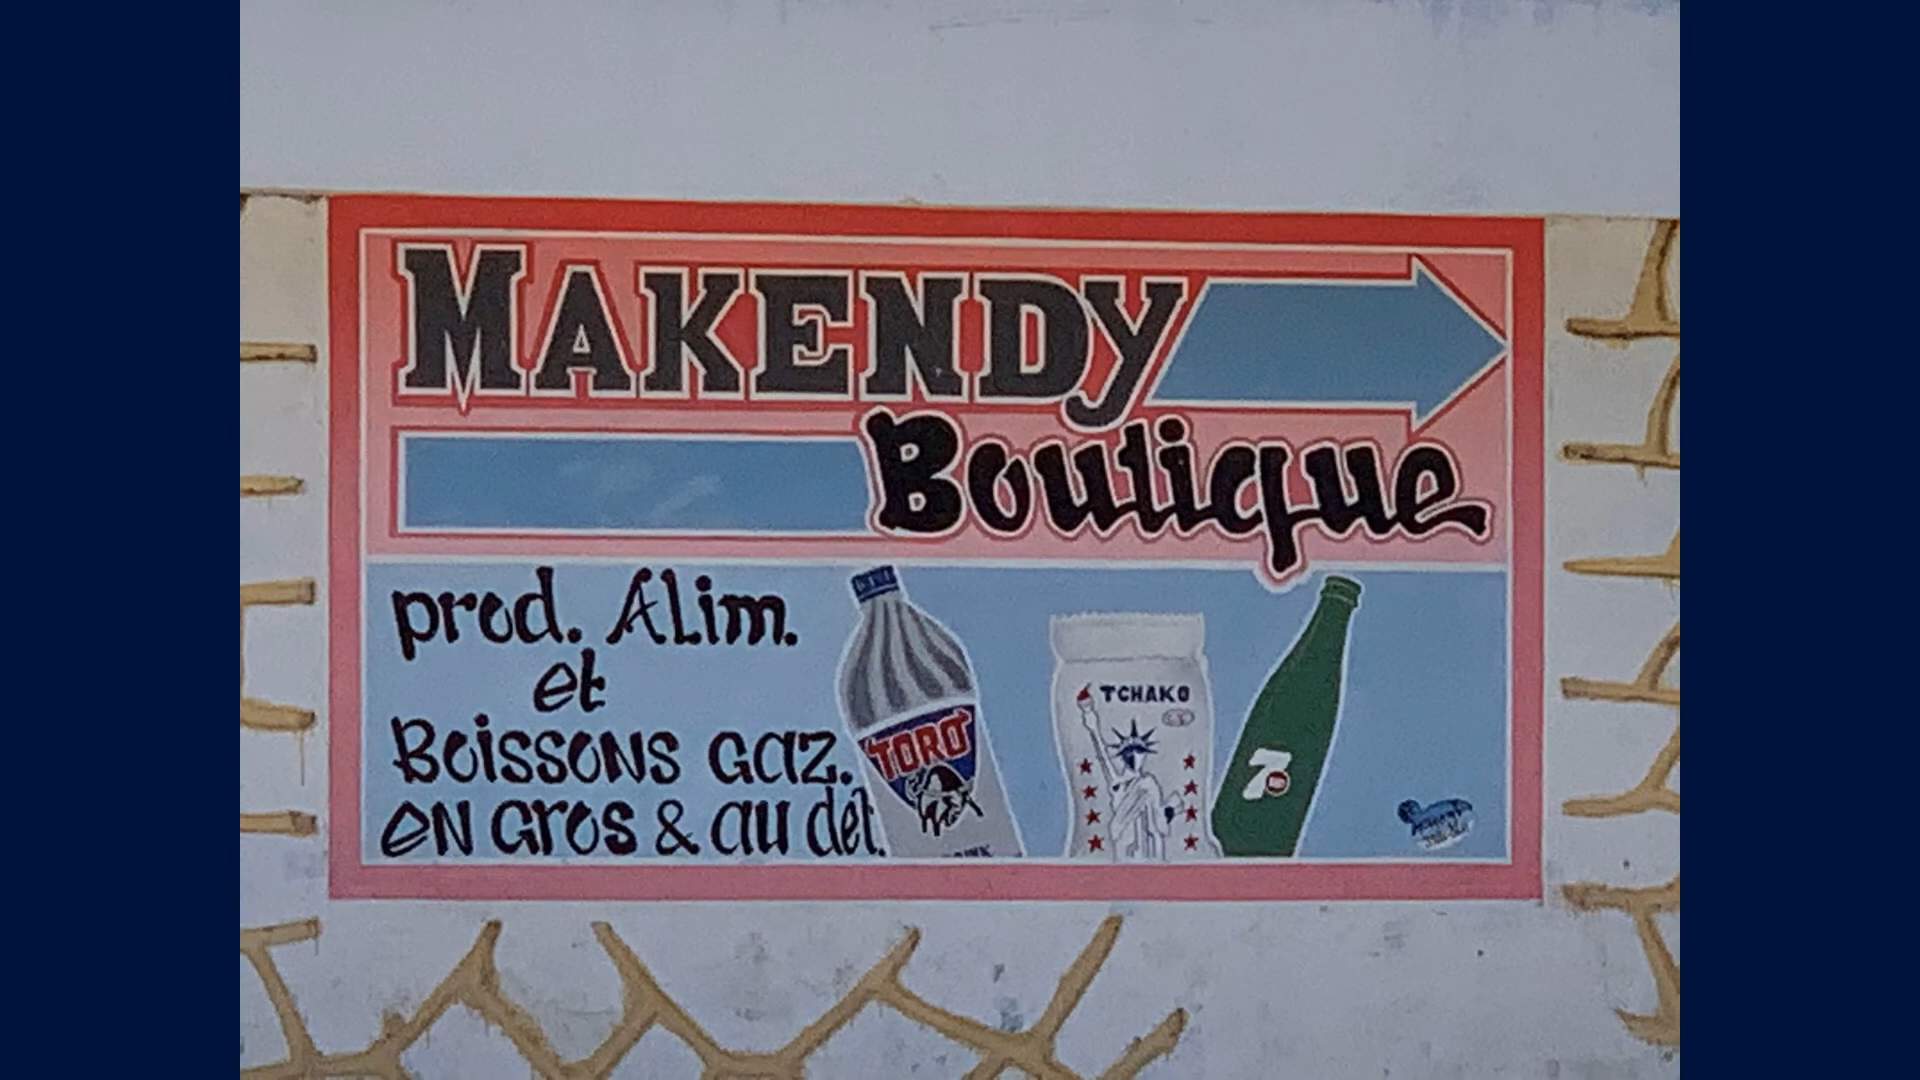 MAKENDY
Boutique
prod. Alim.
et
Boissons Gaz.
en Gros & au dét.
TORO
TCHAKO
7